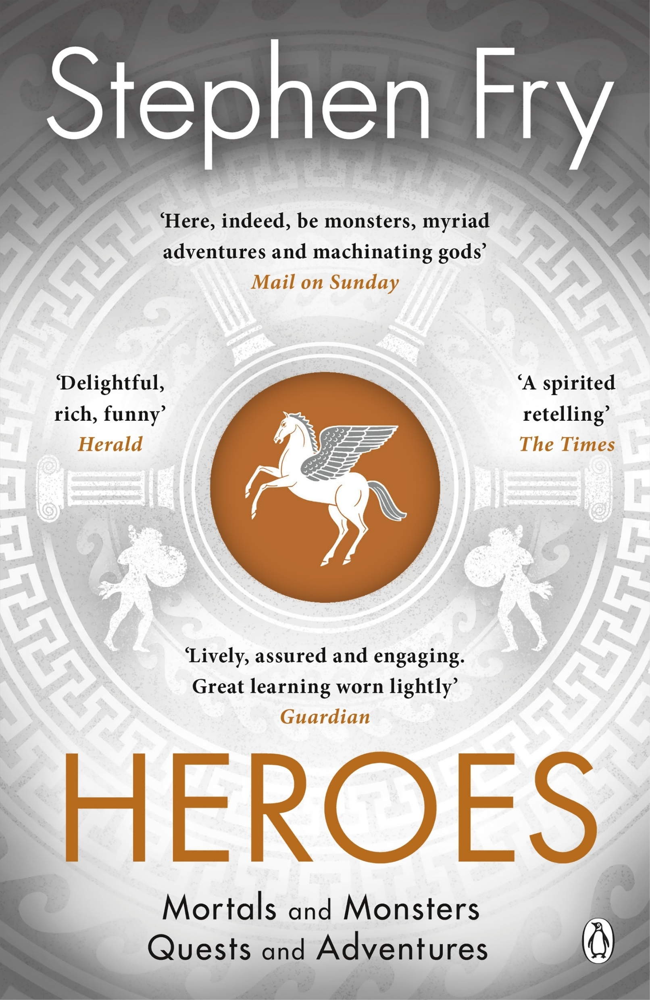 Stephen Fry
‘Here, indeed, be monsters, myriad
adventures and machinating gods’
Mail on Sunday
‘Delightful,
rich, funny’
Herald
‘A spirited
retelling’
The Times
‘Lively, assured and engaging.
Great learning worn lightly’
Guardian
HEROES
Mortals and Monsters
Quests and Adventures